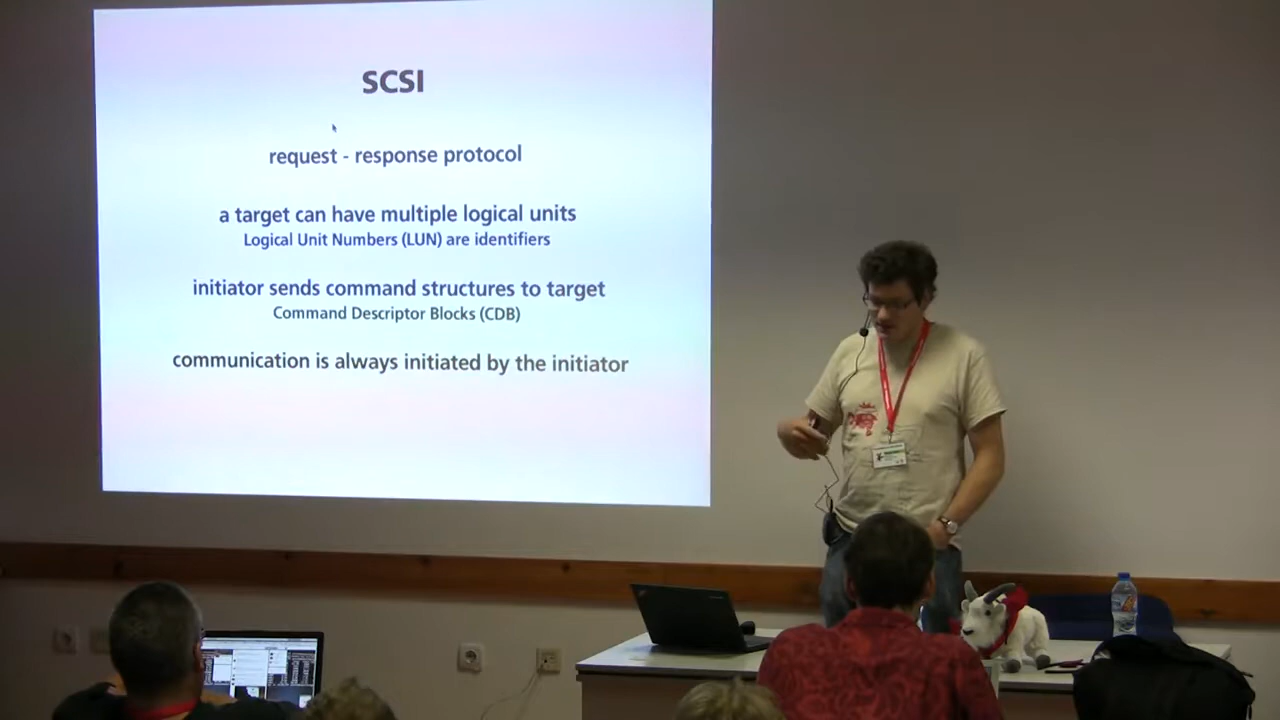 SCSI
request - response protocol
a target can have multiple logical units
Logical Unit Numbers (LUN) are identifiers
initiator sends command structures to target
Command Descriptor Blocks (CDB)
communication is always initiated by the initiator